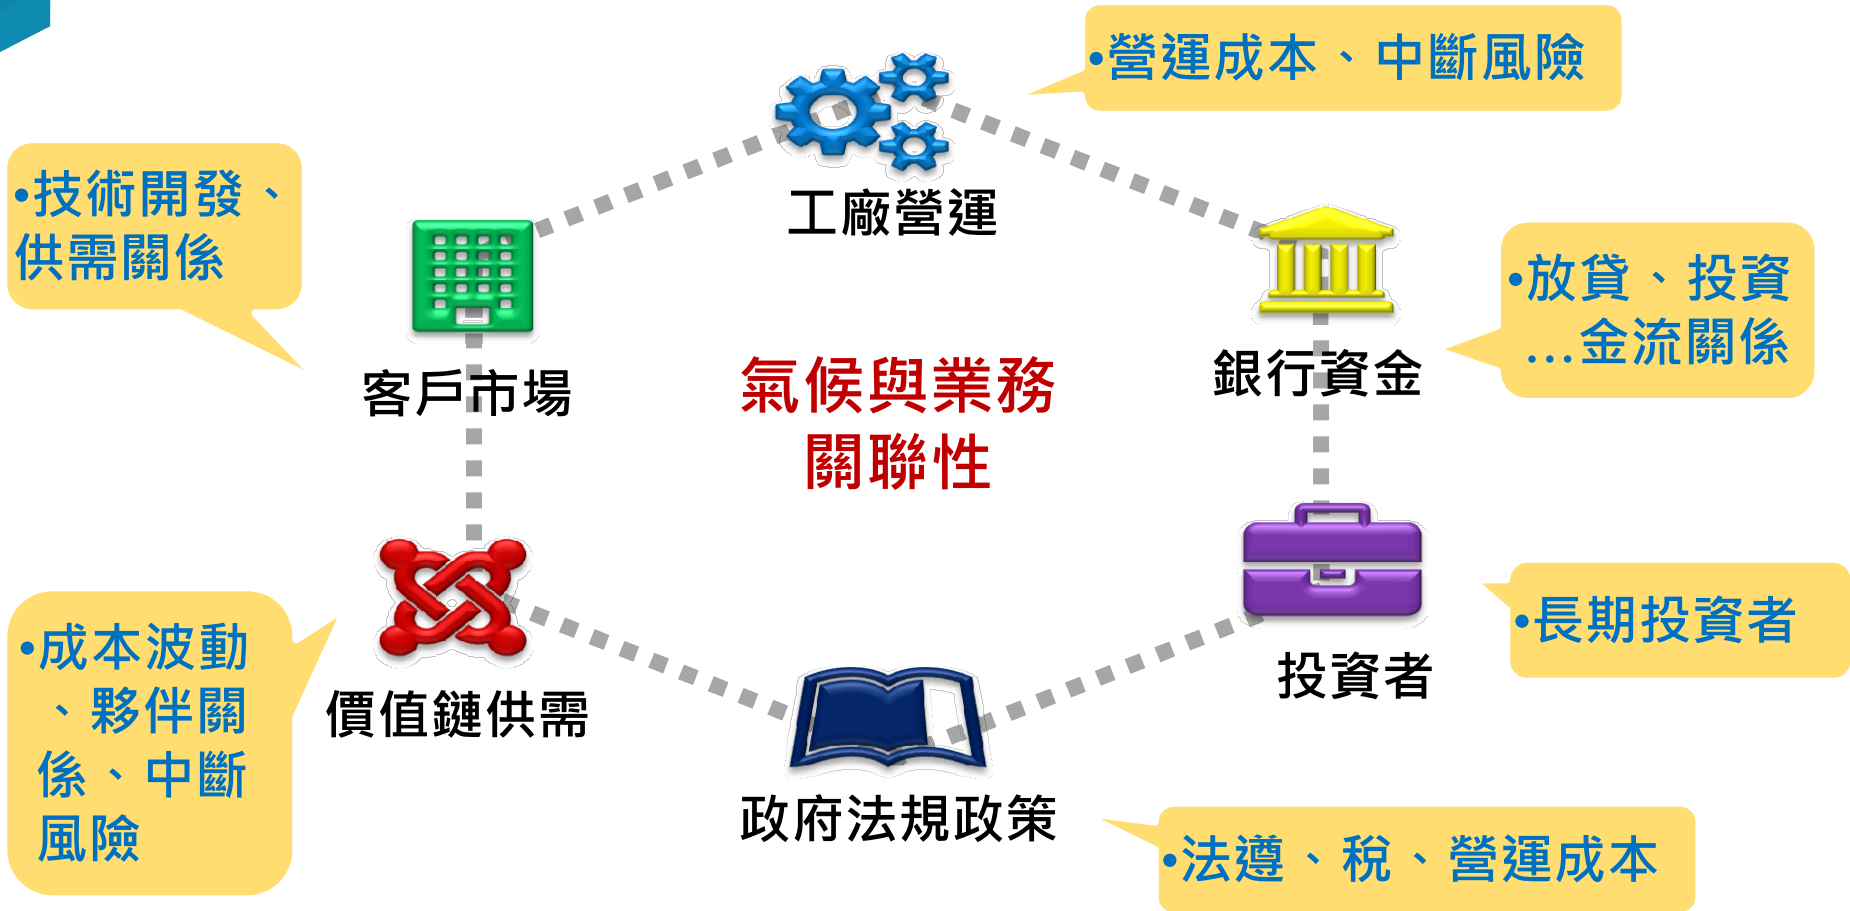 •營運成本、中斷風險
工廠營運
•技術開發、
供需關係
客戶市場
銀行資金
•放貸、投資
…金流關係
氣候與業務
關聯性
•長期投資者
投資者
•成本波動
、夥伴關
係、中斷
風險
價值鏈供需
政府法規政策
•法遵、稅、營運成本